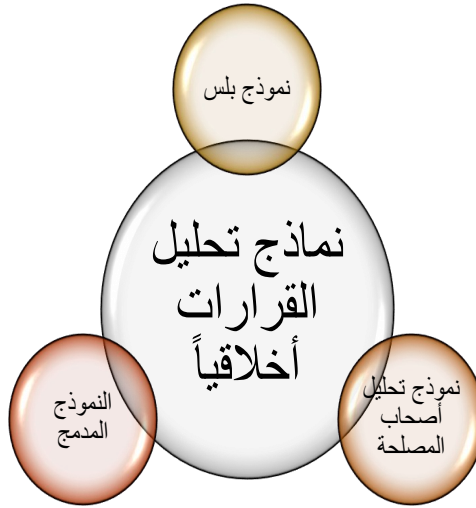 نموذج بلس
نماذج تحليل
القرارات
أخلاقياً
نموذج تحليل
أصحاب
المصلحة
النموذج
المدمج